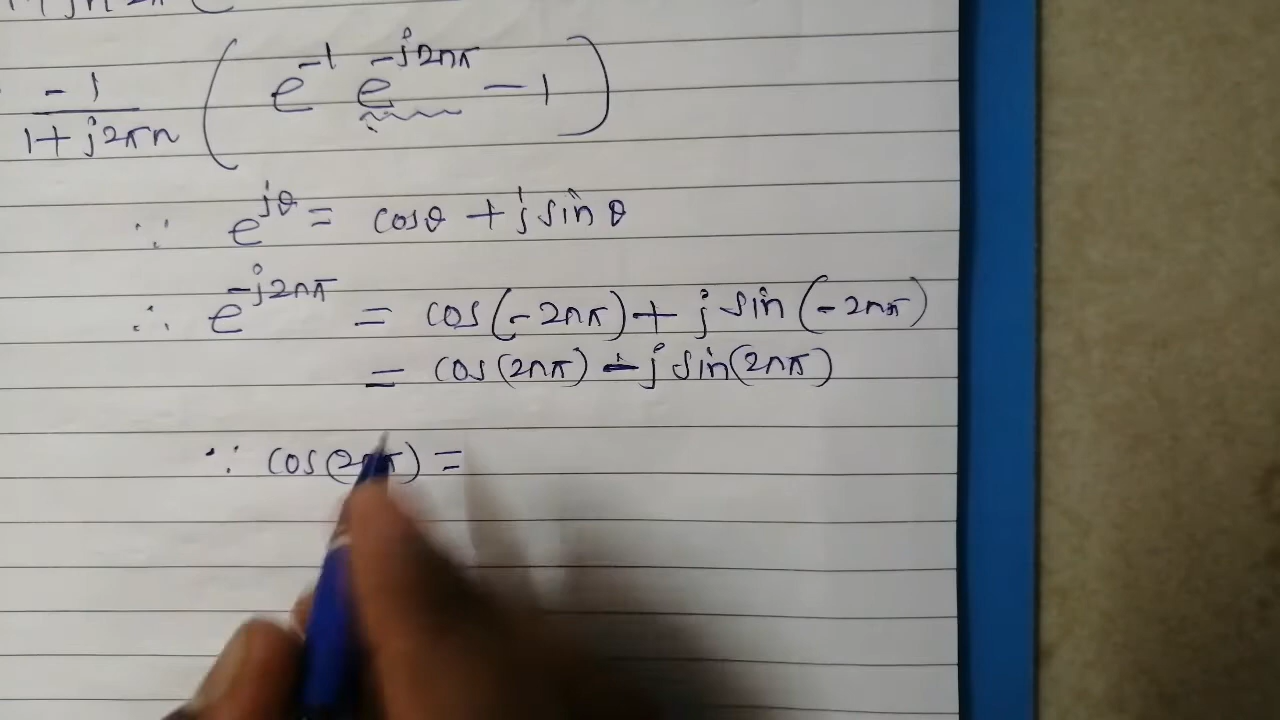 -1 / (1 + j2πn) ( e^-1 e^-j2nπ - 1 )
∵ e^jθ = cosθ + j sin θ
∴ e^-j2nπ = cos(-2nπ) + j sin(-2nπ)
= cos(2nπ) - j sin(2nπ)
∵ cos(2nπ) =